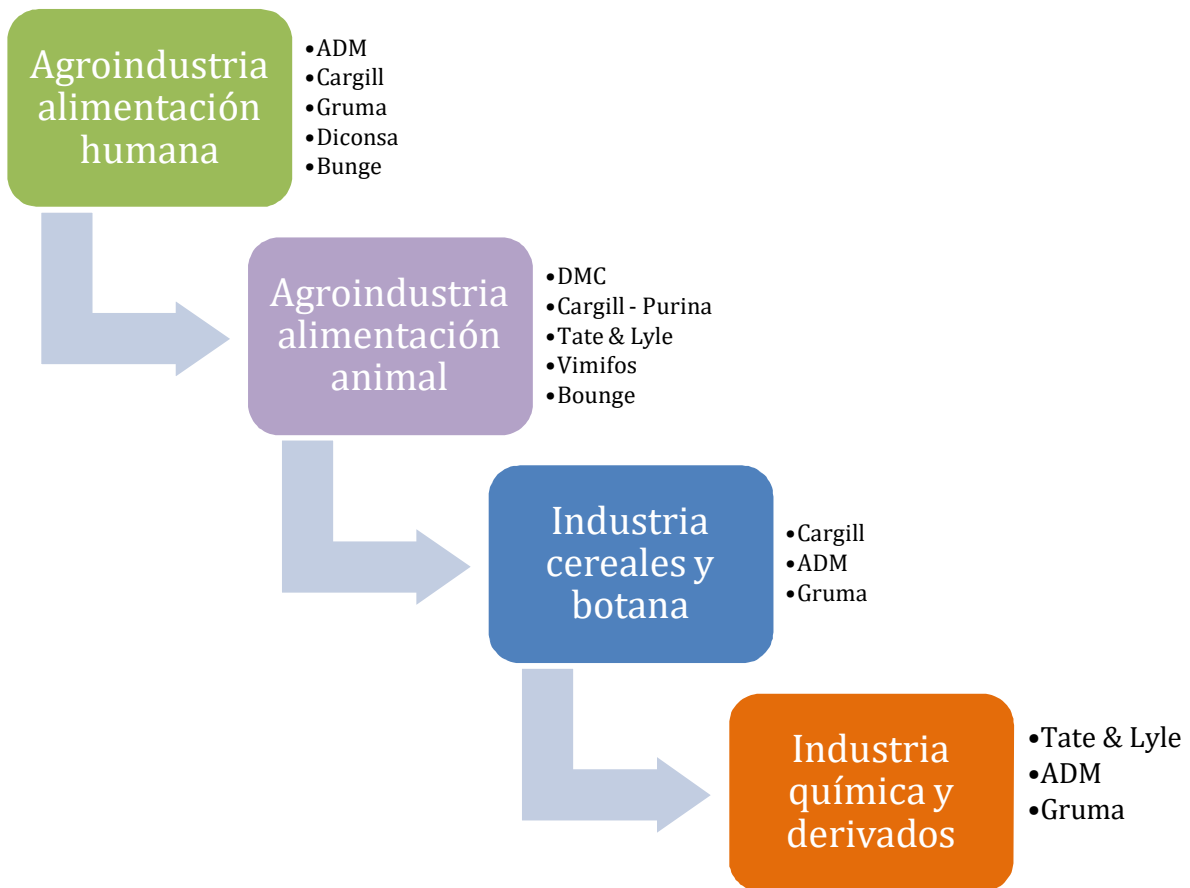 Agroindustria
alimentación
humana
•ADM
•Cargill
•Gruma
•Diconsa
•Bunge
Agroindustria
alimentación
animal
•DMC
•Cargill - Purina
•Tate & Lyle
•Vimifos
•Bounge
Industria
cereales y
botana
•Cargill
•ADM
•Gruma
Industria
química y
derivados
•Tate & Lyle
•ADM
•Gruma